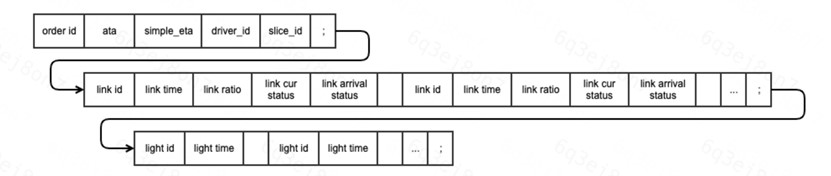 order id ata simple_eta driver_id slice_id ;
link id link time link ratio link cur status link arrival status link id link time link ratio link cur status link arrival status ... ;
light id light time light id light time ... ;